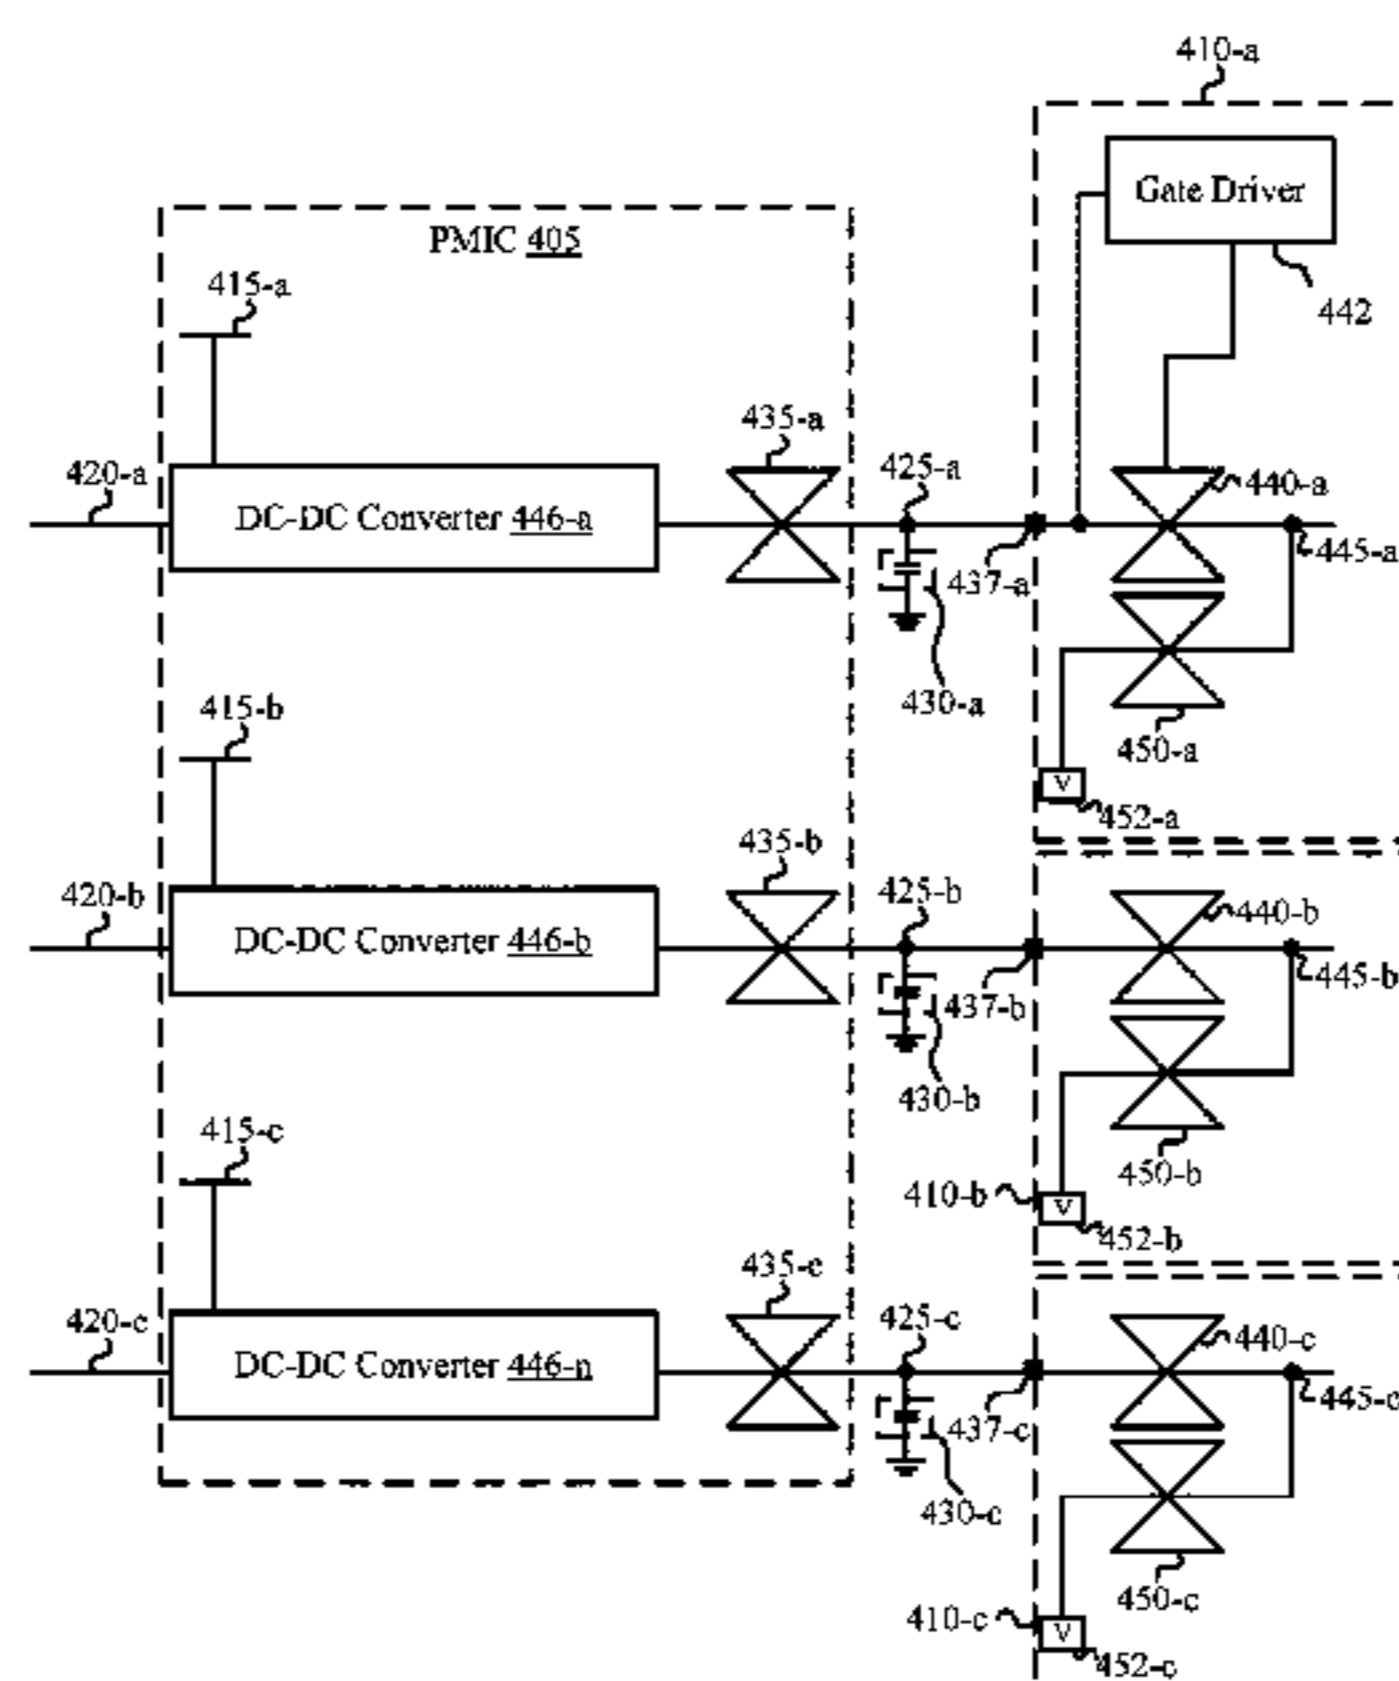 410-a
Gate Driver
442
PMIC 405
415-a
435-a
420-a
DC-DC Converter 446-a
425-a
440-a
437-a
445-a
430-a
450-a
V
452-a
415-b
435-b
420-b
DC-DC Converter 446-b
425-b
440-b
437-b
445-b
430-b
450-b
410-b
V
452-b
415-c
435-c
420-c
DC-DC Converter 446-n
425-c
440-c
437-c
445-c
430-c
450-c
410-c
V
452-c